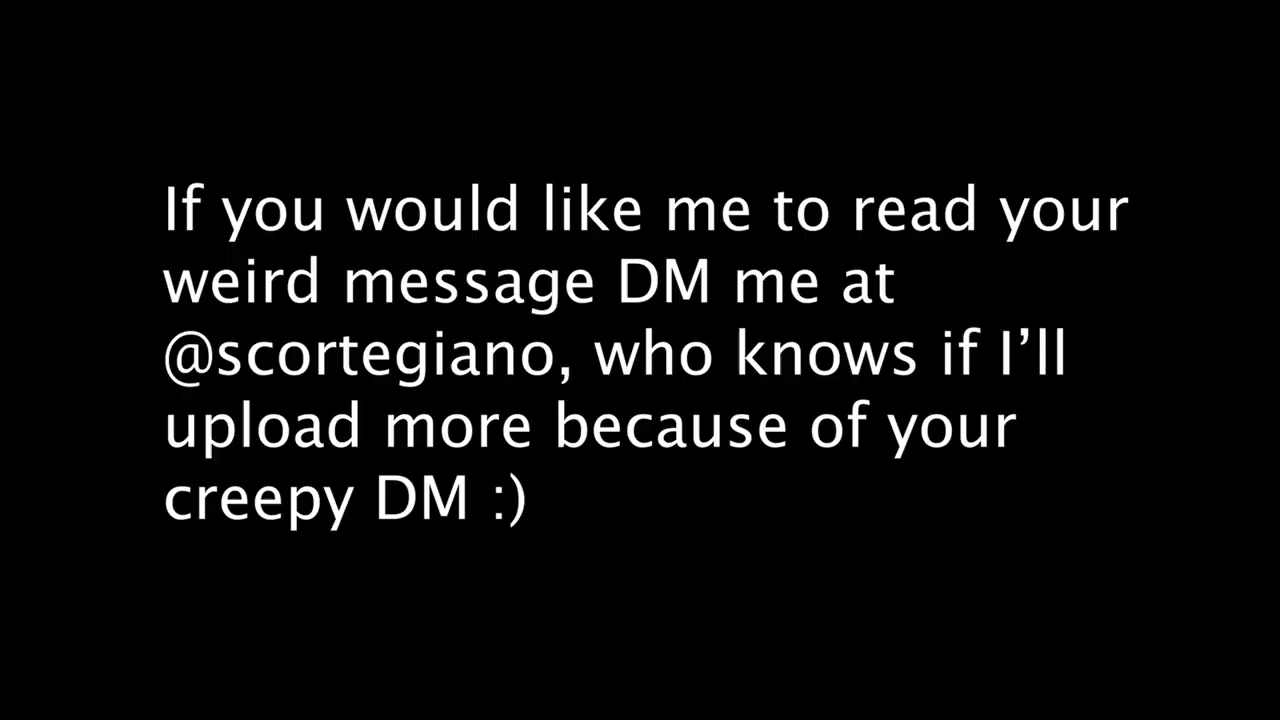 If you would like me to read your
weird message DM me at
@scortegiano, who knows if I’ll
upload more because of your
creepy DM :)